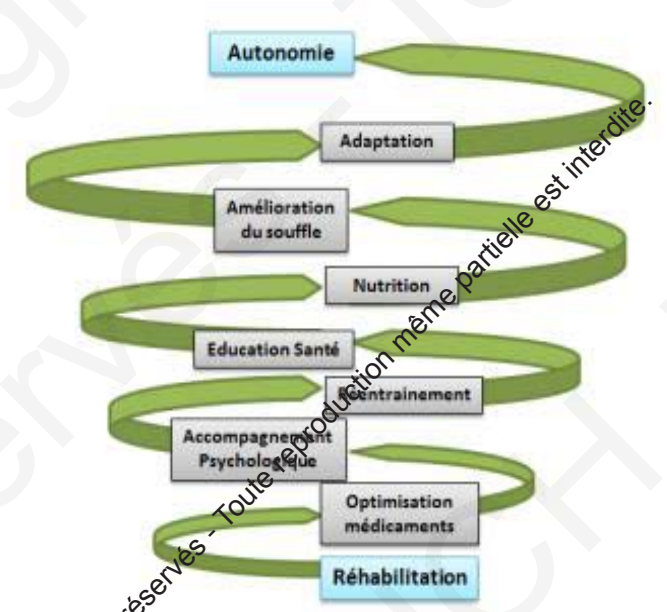 Autonomie
Adaptation
Amélioration
du souffle
Nutrition
Education Santé
Réentrainement
Accompagnement
Psychologique
Optimisation
médicaments
Réhabilitation
réservés - Toute reproduction même partielle est interdite.